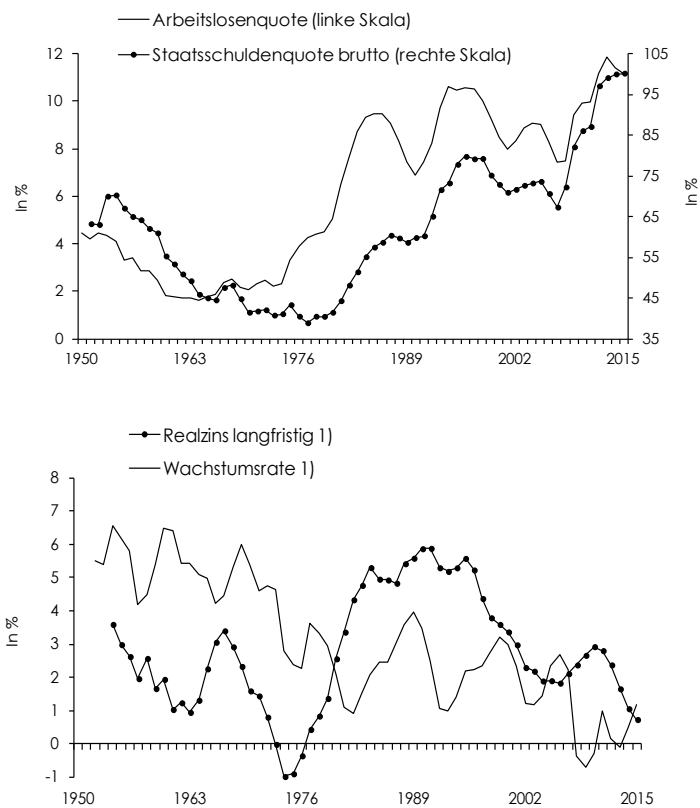 Arbeitslosenquote (linke Skala)
Staatsschuldenquote brutto (rechte Skala)
12 105
10 95
85
8
75
6
65
4
55
2 45
0 35
In %
In %
1950 1963 1976 1989 2002 2015
Realzins langfristig 1)
Wachstumsrate 1)
8
7
6
5
4
3
2
1
0
-1
In %
1950 1963 1976 1989 2002 2015